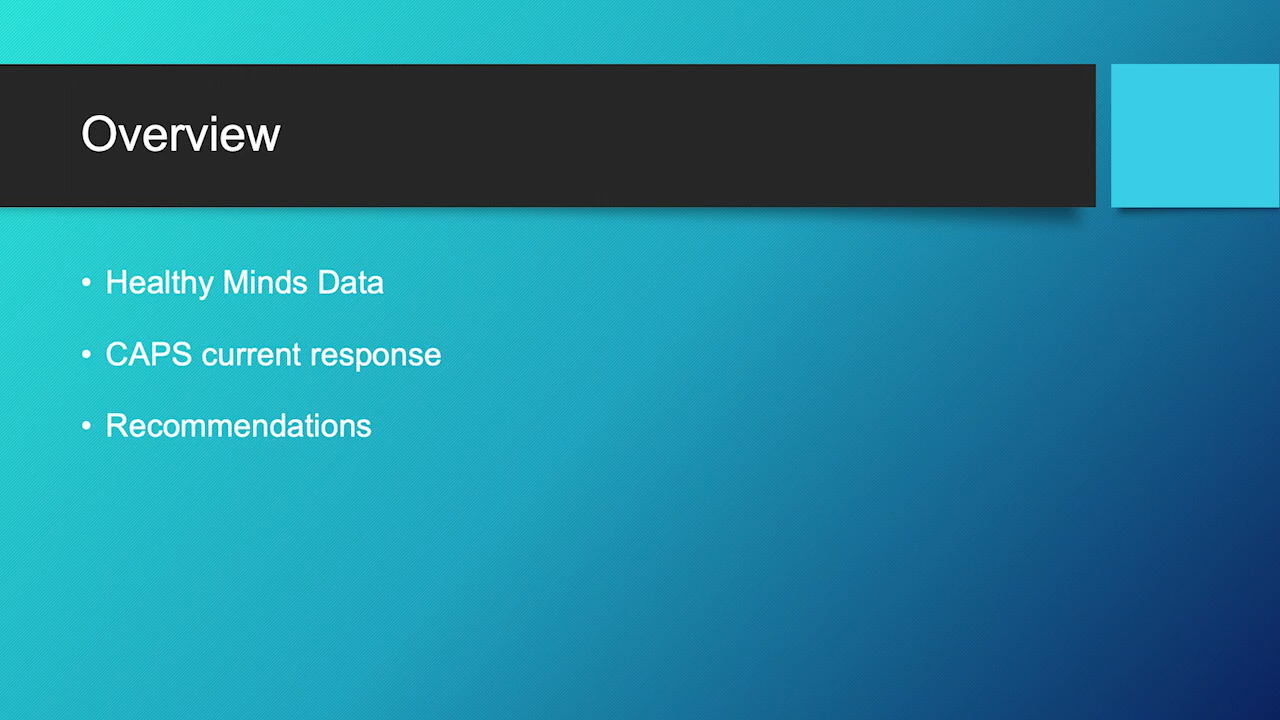 Overview
• Healthy Minds Data
• CAPS current response
• Recommendations